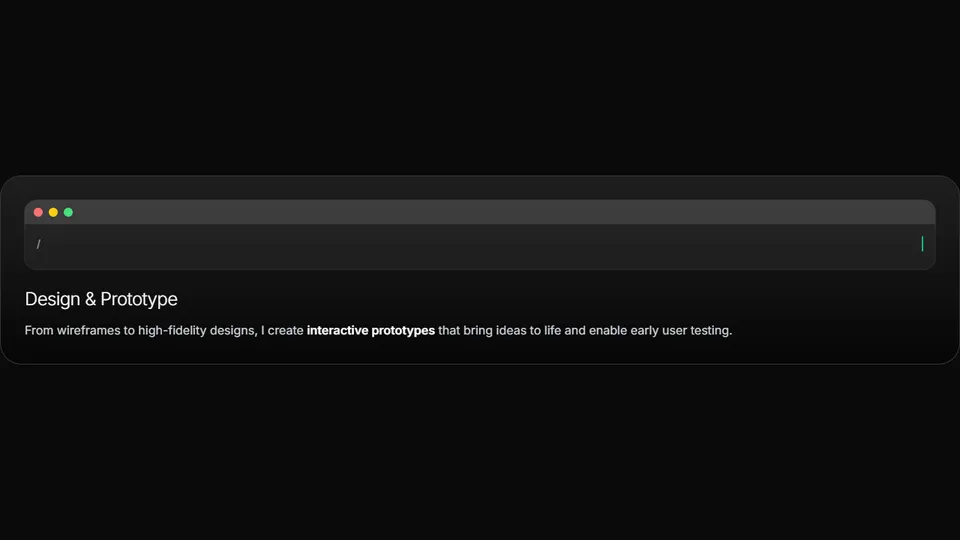 /
Design & Prototype
From wireframes to high-fidelity designs, I create interactive prototypes that bring ideas to life and enable early user testing.